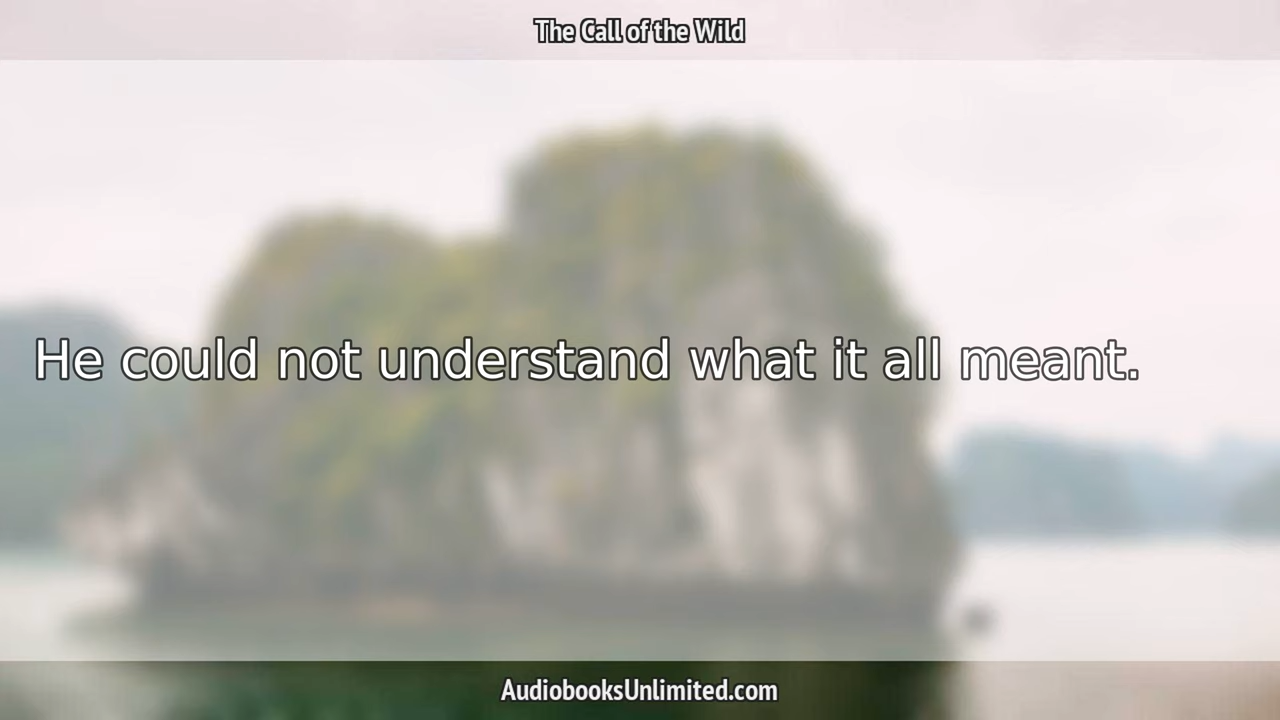 The Call of the Wild
He could not understand what it all meant.
AudiobooksUnlimited.com